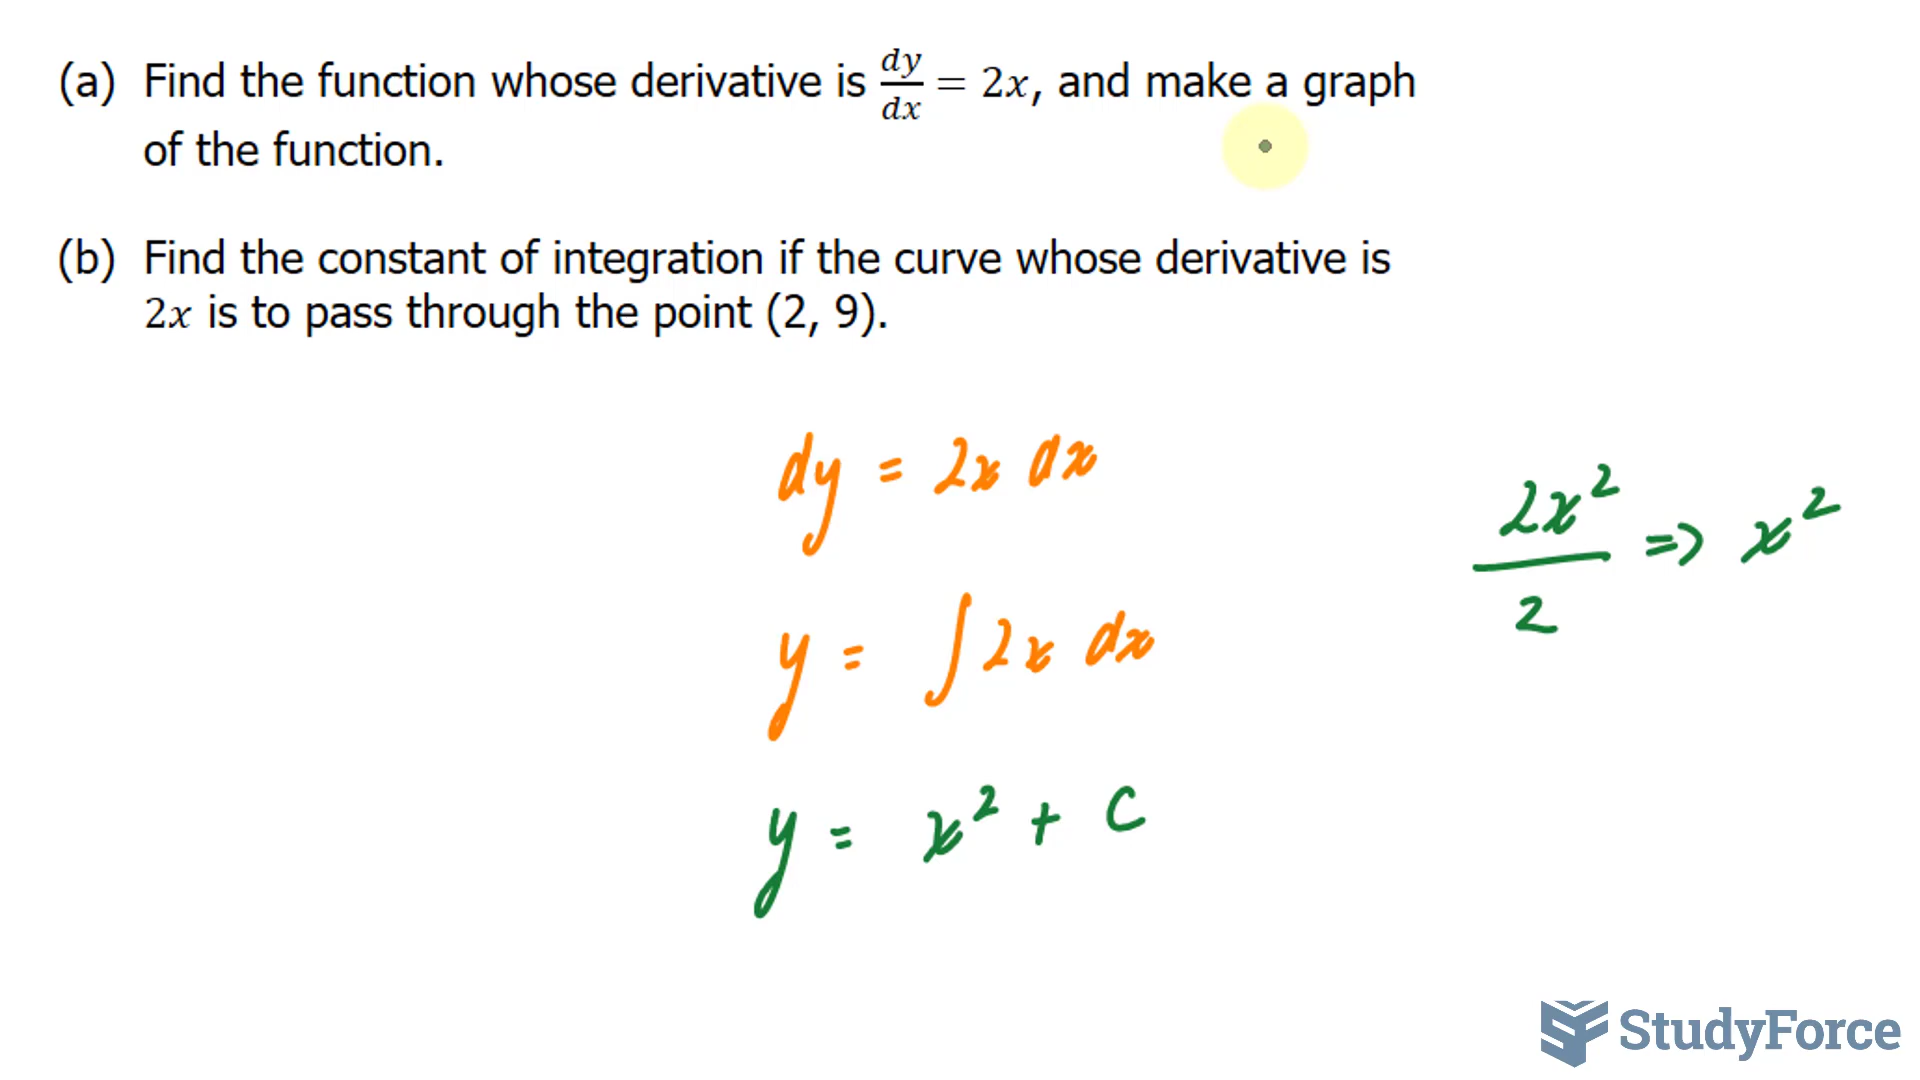 (a) Find the function whose derivative is dy/dx = 2x, and make a graph
of the function.
(b) Find the constant of integration if the curve whose derivative is
2x is to pass through the point (2, 9).
dy = 2x dx
2x²/2 => x²
y = ∫ 2x dx
y = x² + C
StudyForce